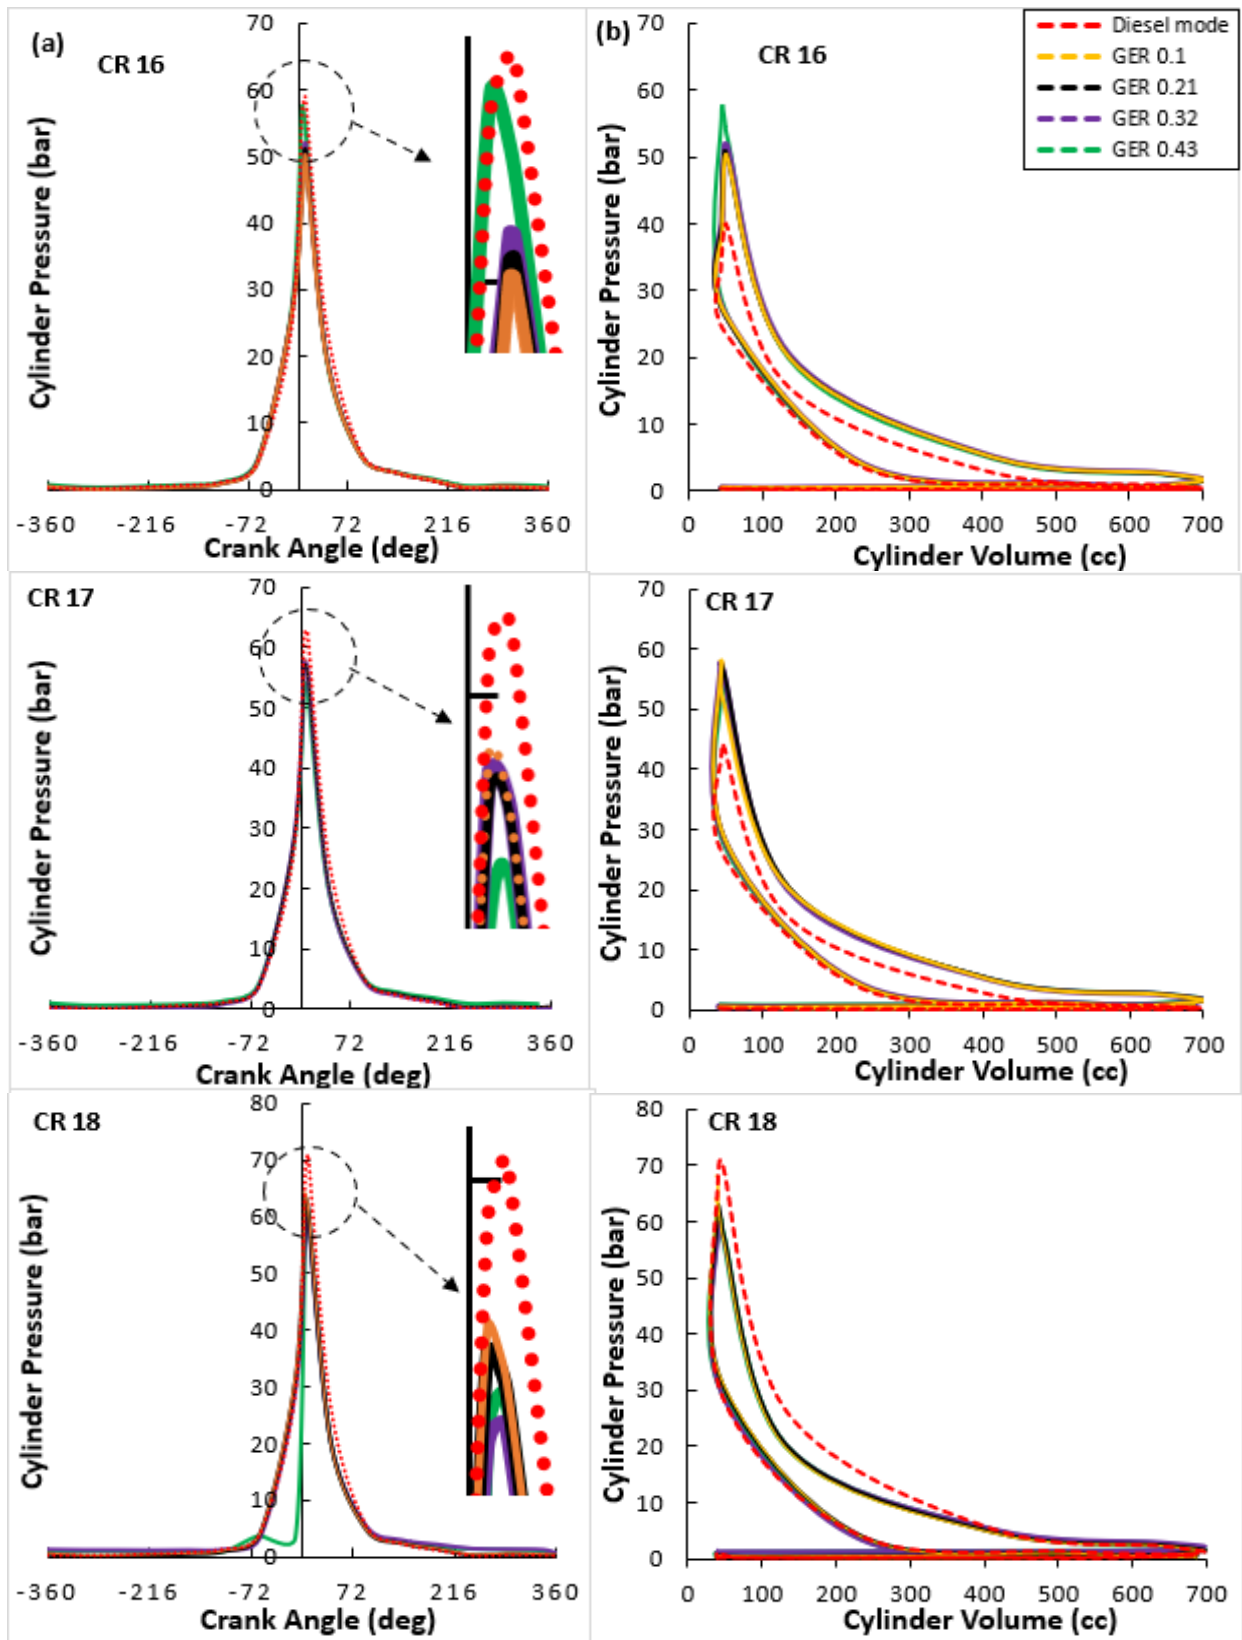 (a)
CR 16
70
60
50
40
30
20
10
0
-360 -216 -72 72 216 360
Cylinder Pressure (bar)
Crank Angle (deg)
(b)
CR 16
Diesel mode
GER 0.1
GER 0.21
GER 0.32
GER 0.43
70
60
50
40
30
20
10
0
0 100 200 300 400 500 600 700
Cylinder Pressure (bar)
Cylinder Volume (cc)
CR 17
70
60
50
40
30
20
10
0
-360 -216 -72 72 216 360
Cylinder Pressure (bar)
Crank Angle (deg)
CR 17
70
60
50
40
30
20
10
0
0 100 200 300 400 500 600 700
Cylinder Pressure (bar)
Cylinder Volume (cc)
CR 18
80
70
60
50
40
30
20
10
0
-360 -216 -72 72 216 360
Cylinder Pressure (bar)
Crank Angle (deg)
CR 18
80
70
60
50
40
30
20
10
0
0 100 200 300 400 500 600 700
Cylinder Pressure (bar)
Cylinder Volume (cc)